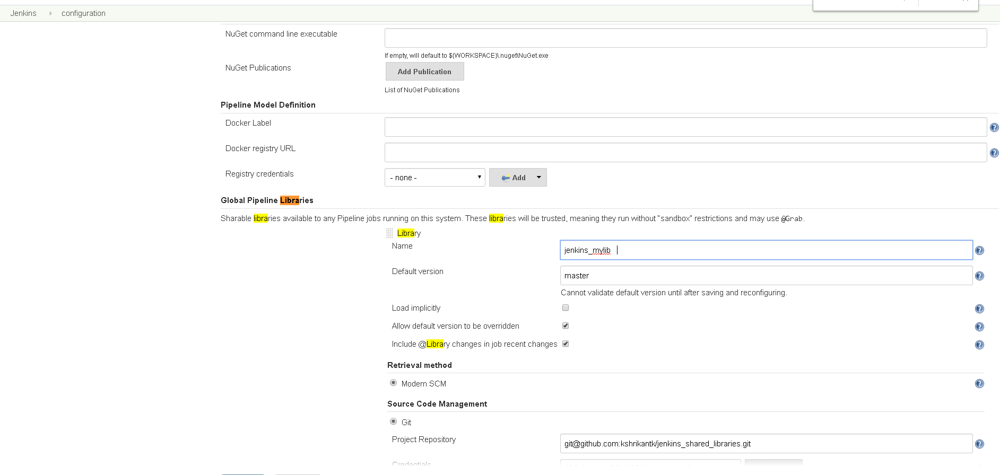 Jenkins configuration
NuGet command line executable
If empty, will default to ${WORKSPACE}\.nuget\NuGet.exe
NuGet Publications
Add Publication
List of NuGet Publications
Pipeline Model Definition
Docker Label
Docker registry URL
Registry credentials
- none -
Add
Global Pipeline Libraries
Sharable libraries available to any Pipeline jobs running on this system. These libraries will be trusted, meaning they run without "sandbox" restrictions and may use @Grab.
Library
Name
jenkins_mylib
Default version
master
Cannot validate default version until after saving and reconfiguring.
Load implicitly
Allow default version to be overridden
Include @Library changes in job recent changes
Retrieval method
Modern SCM
Source Code Management
Git
Project Repository
git@github.com:kshrikantk/jenkins_shared_libraries.git
Credentials